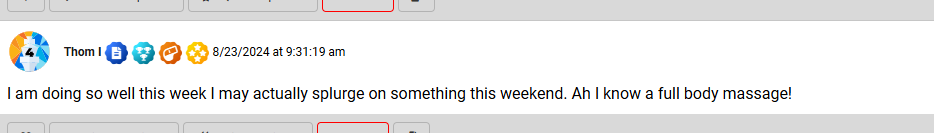 4
Thom I 8/23/2024 at 9:31:19 am
I am doing so well this week I may actually splurge on something this weekend. Ah I know a full body massage!